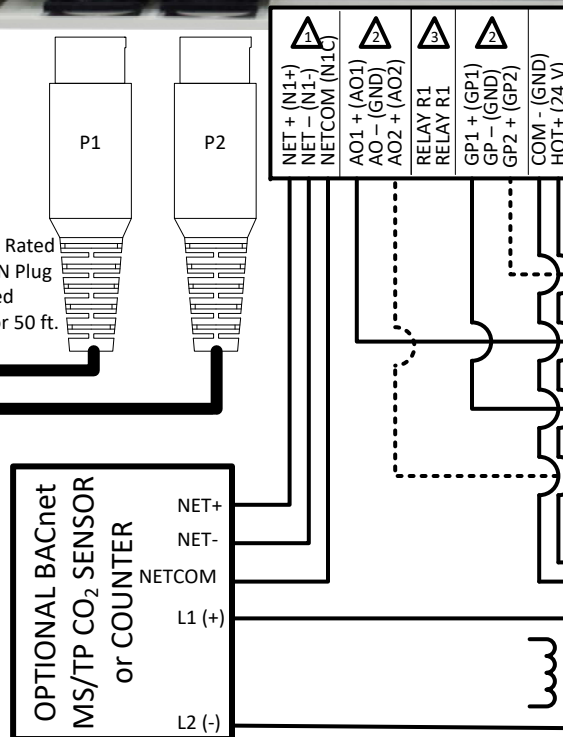 1
2
3
2
NET + (N1+)
NET – (N1-)
NETCOM (N1C)
AO1 + (AO1)
AO – (GND)
AO2 + (AO2)
RELAY R1
RELAY R1
GP1 + (GP1)
GP – (GND)
GP2 + (GP2)
COM - (GND)
HOT+ (24 V)
P1
P2
Rated
N Plug
ed
or 50 ft.
OPTIONAL BACnet
MS/TP CO₂ SENSOR
or COUNTER
NET+
NET-
NETCOM
L1 (+)
L2 (-)